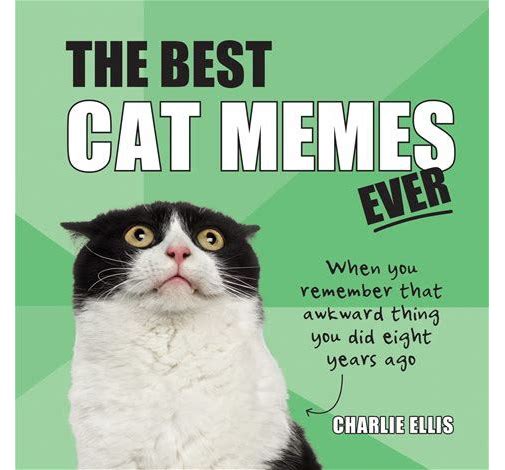 THE BEST
CAT MEMES
EVER
When you
remember that
awkward thing
you did eight
years ago
CHARLIE ELLIS